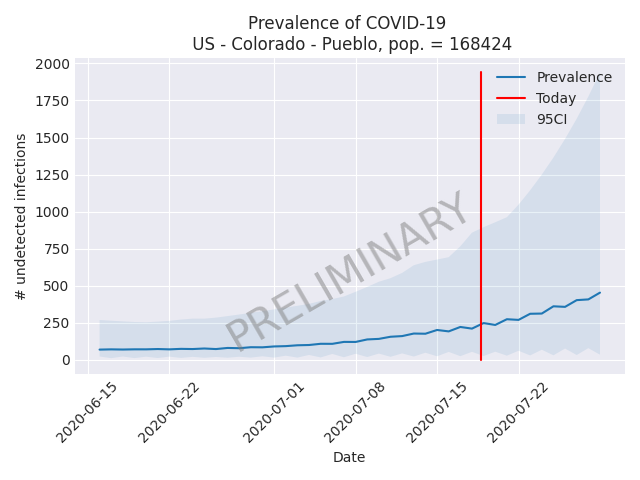 Prevalence of COVID-19
US - Colorado - Pueblo, pop. = 168424
2000
1750
1500
1250
1000
750
500
250
0
# undetected infections
Prevalence
Today
95CI
PRELIMINARY
2020-06-15
2020-06-22
2020-07-01
2020-07-08
2020-07-15
2020-07-22
Date